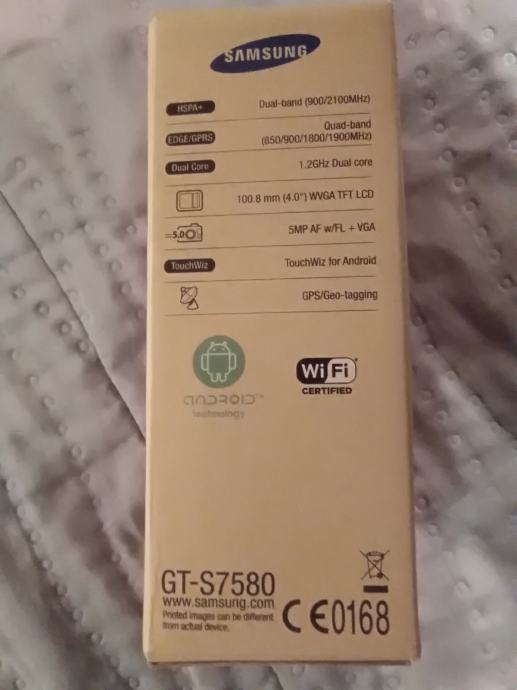 SAMSUNG
HSPA+ Dual-band (900/2100MHz)
EDGE/GPRS Quad-band
(850/900/1800/1900MHz)
Dual Core 1.2GHz Dual core
100.8 mm (4.0") WVGA TFT LCD
5.0 5MP AF w/FL + VGA
TouchWiz TouchWiz for Android
GPS/Geo-tagging
ANDROID™
technology
Wi Fi
CERTIFIED
GT-S7580
www.samsung.com
Printed images can be different
from actual device.
CE0168